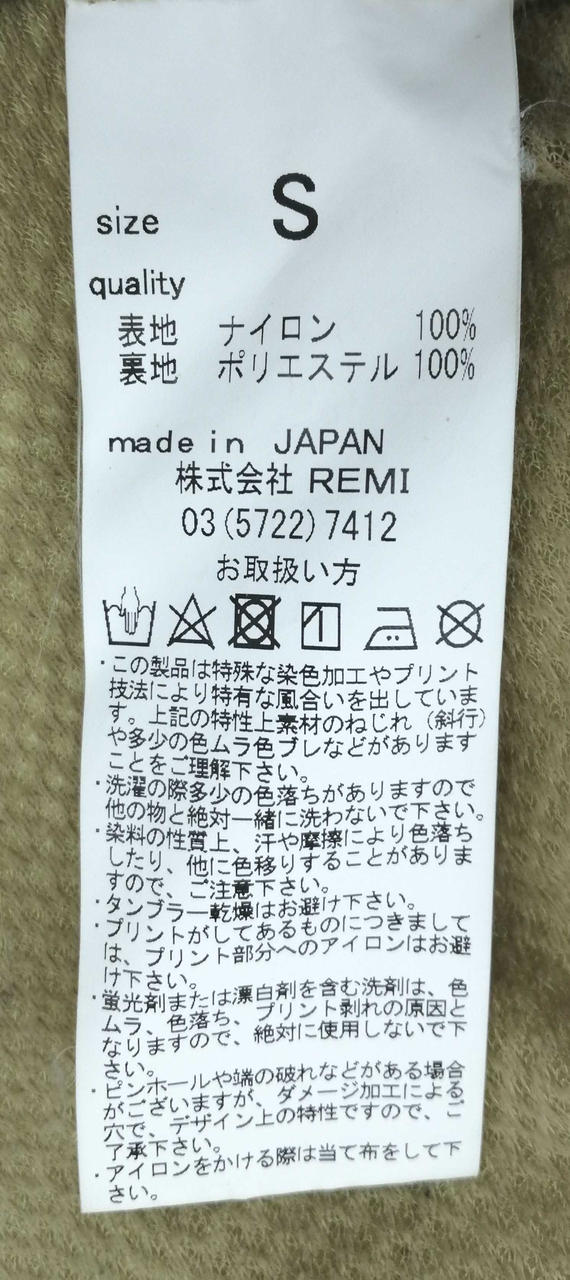 size S
quality
表地 ナイロン 100%
裏地 ポリエステル 100%
made in JAPAN
株式会社 REMI
03(5722)7412
お取扱い方
・この製品は特殊な染色加工やプリント
技法により特有な風合いを出していま
す。上記の特性上素材のねじれ(斜行)
や多少の色ムラ色ブレなどがあります
ことをご理解下さい。
・洗濯の際多少の色落ちがありますので
他の物と絶対一緒に洗わないで下さい。
・染料の性質上、汗や摩擦により色落ち
したり、他に色移りすることがありま
すので、ご注意下さい。
・タンブラー乾燥はお避け下さい。
・プリントがしてあるものにつきまして
は、プリント部分へのアイロンはお避
け下さい。
・蛍光剤または漂白剤を含む洗剤は、色
ムラ、色落ち、プリント剥れの原因と
なりますので、絶対に使用しないで下
さい。
・ピンホールや端の破れなどがある場合
がございますが、ダメージ加工による
穴で、デザイン上の特性ですので、ご
了承下さい。
・アイロンをかける際は当て布をして下
さい。